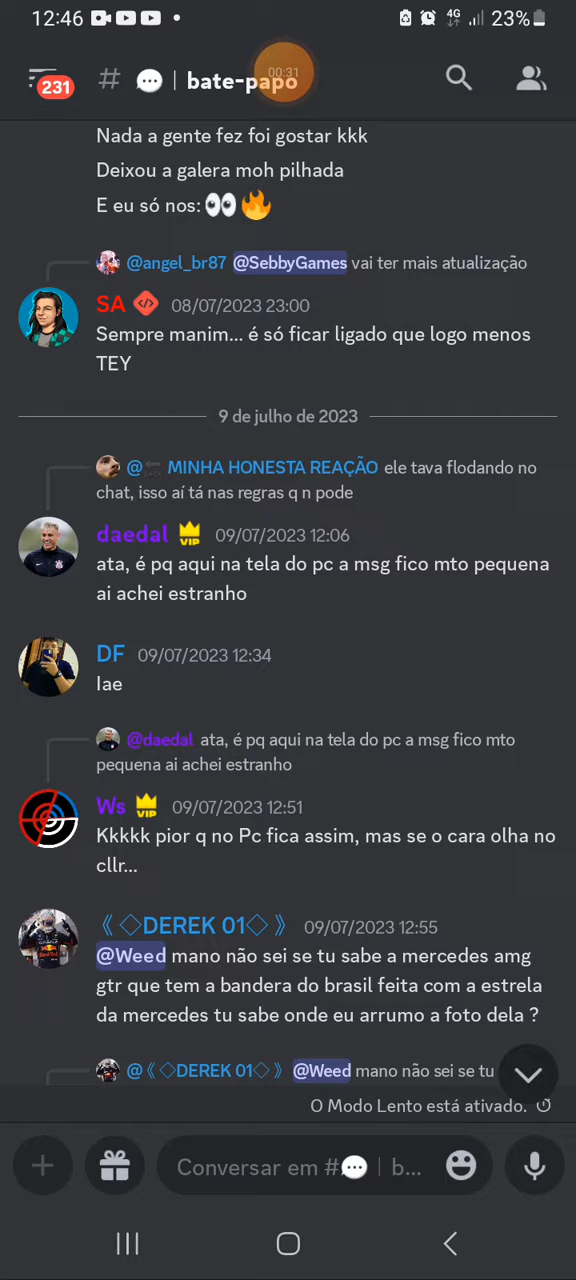 12:46
4G
23%
231
# 💬 | bate-papo
00:31
Nada a gente fez foi gostar kkk
Deixou a galera moh pilhada
E eu só nos: 👀🔥
@angel_br87 @SebbyGames vai ter mais atualização
SA 08/07/2023 23:00
Sempre manim... é só ficar ligado que logo menos
TEY
9 de julho de 2023
@ MINHA HONESTA REAÇÃO ele tava flodando no
chat, isso aí tá nas regras q n pode
daedal VIP 09/07/2023 12:06
ata, é pq aqui na tela do pc a msg fico mto pequena
ai achei estranho
DF 09/07/2023 12:34
Iae
@daedal ata, é pq aqui na tela do pc a msg fico mto
pequena ai achei estranho
Ws VIP 09/07/2023 12:51
Kkkkk pior q no Pc fica assim, mas se o cara olha no
cllr...
《◇DEREK 01◇》 09/07/2023 12:55
@Weed mano não sei se tu sabe a mercedes amg
gtr que tem a bandera do brasil feita com a estrela
da mercedes tu sabe onde eu arrumo a foto dela ?
@《◇DEREK 01◇》 @Weed mano não sei se tu
O Modo Lento está ativado.
Conversar em #💬 | b...